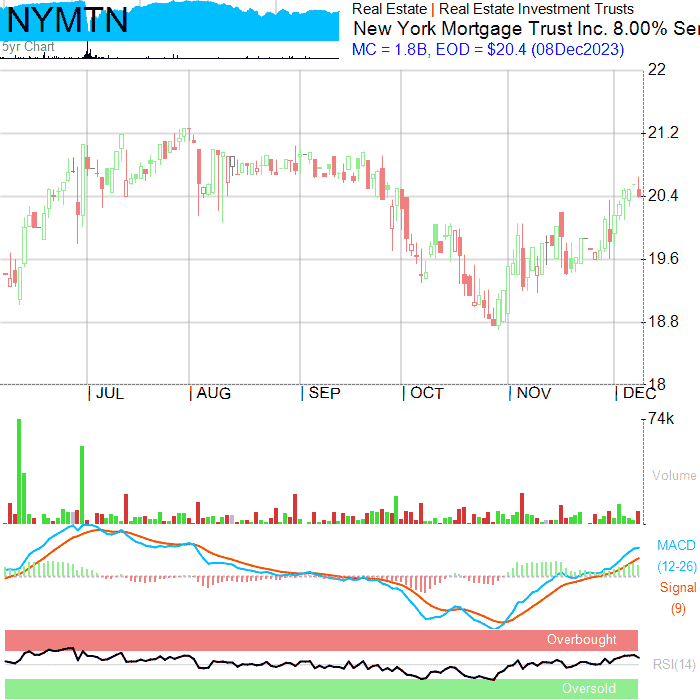 NYMTN
5yr Chart
Real Estate | Real Estate Investment Trusts
New York Mortgage Trust Inc. 8.00% Ser
MC = 1.8B, EOD = $20.4 (08Dec2023)
22
21.2
20.4
19.6
18.8
18
JUL AUG SEP OCT NOV DEC
74k
Volume
MACD
(12-26)
Signal
(9)
Overbought
RSI(14)
Oversold